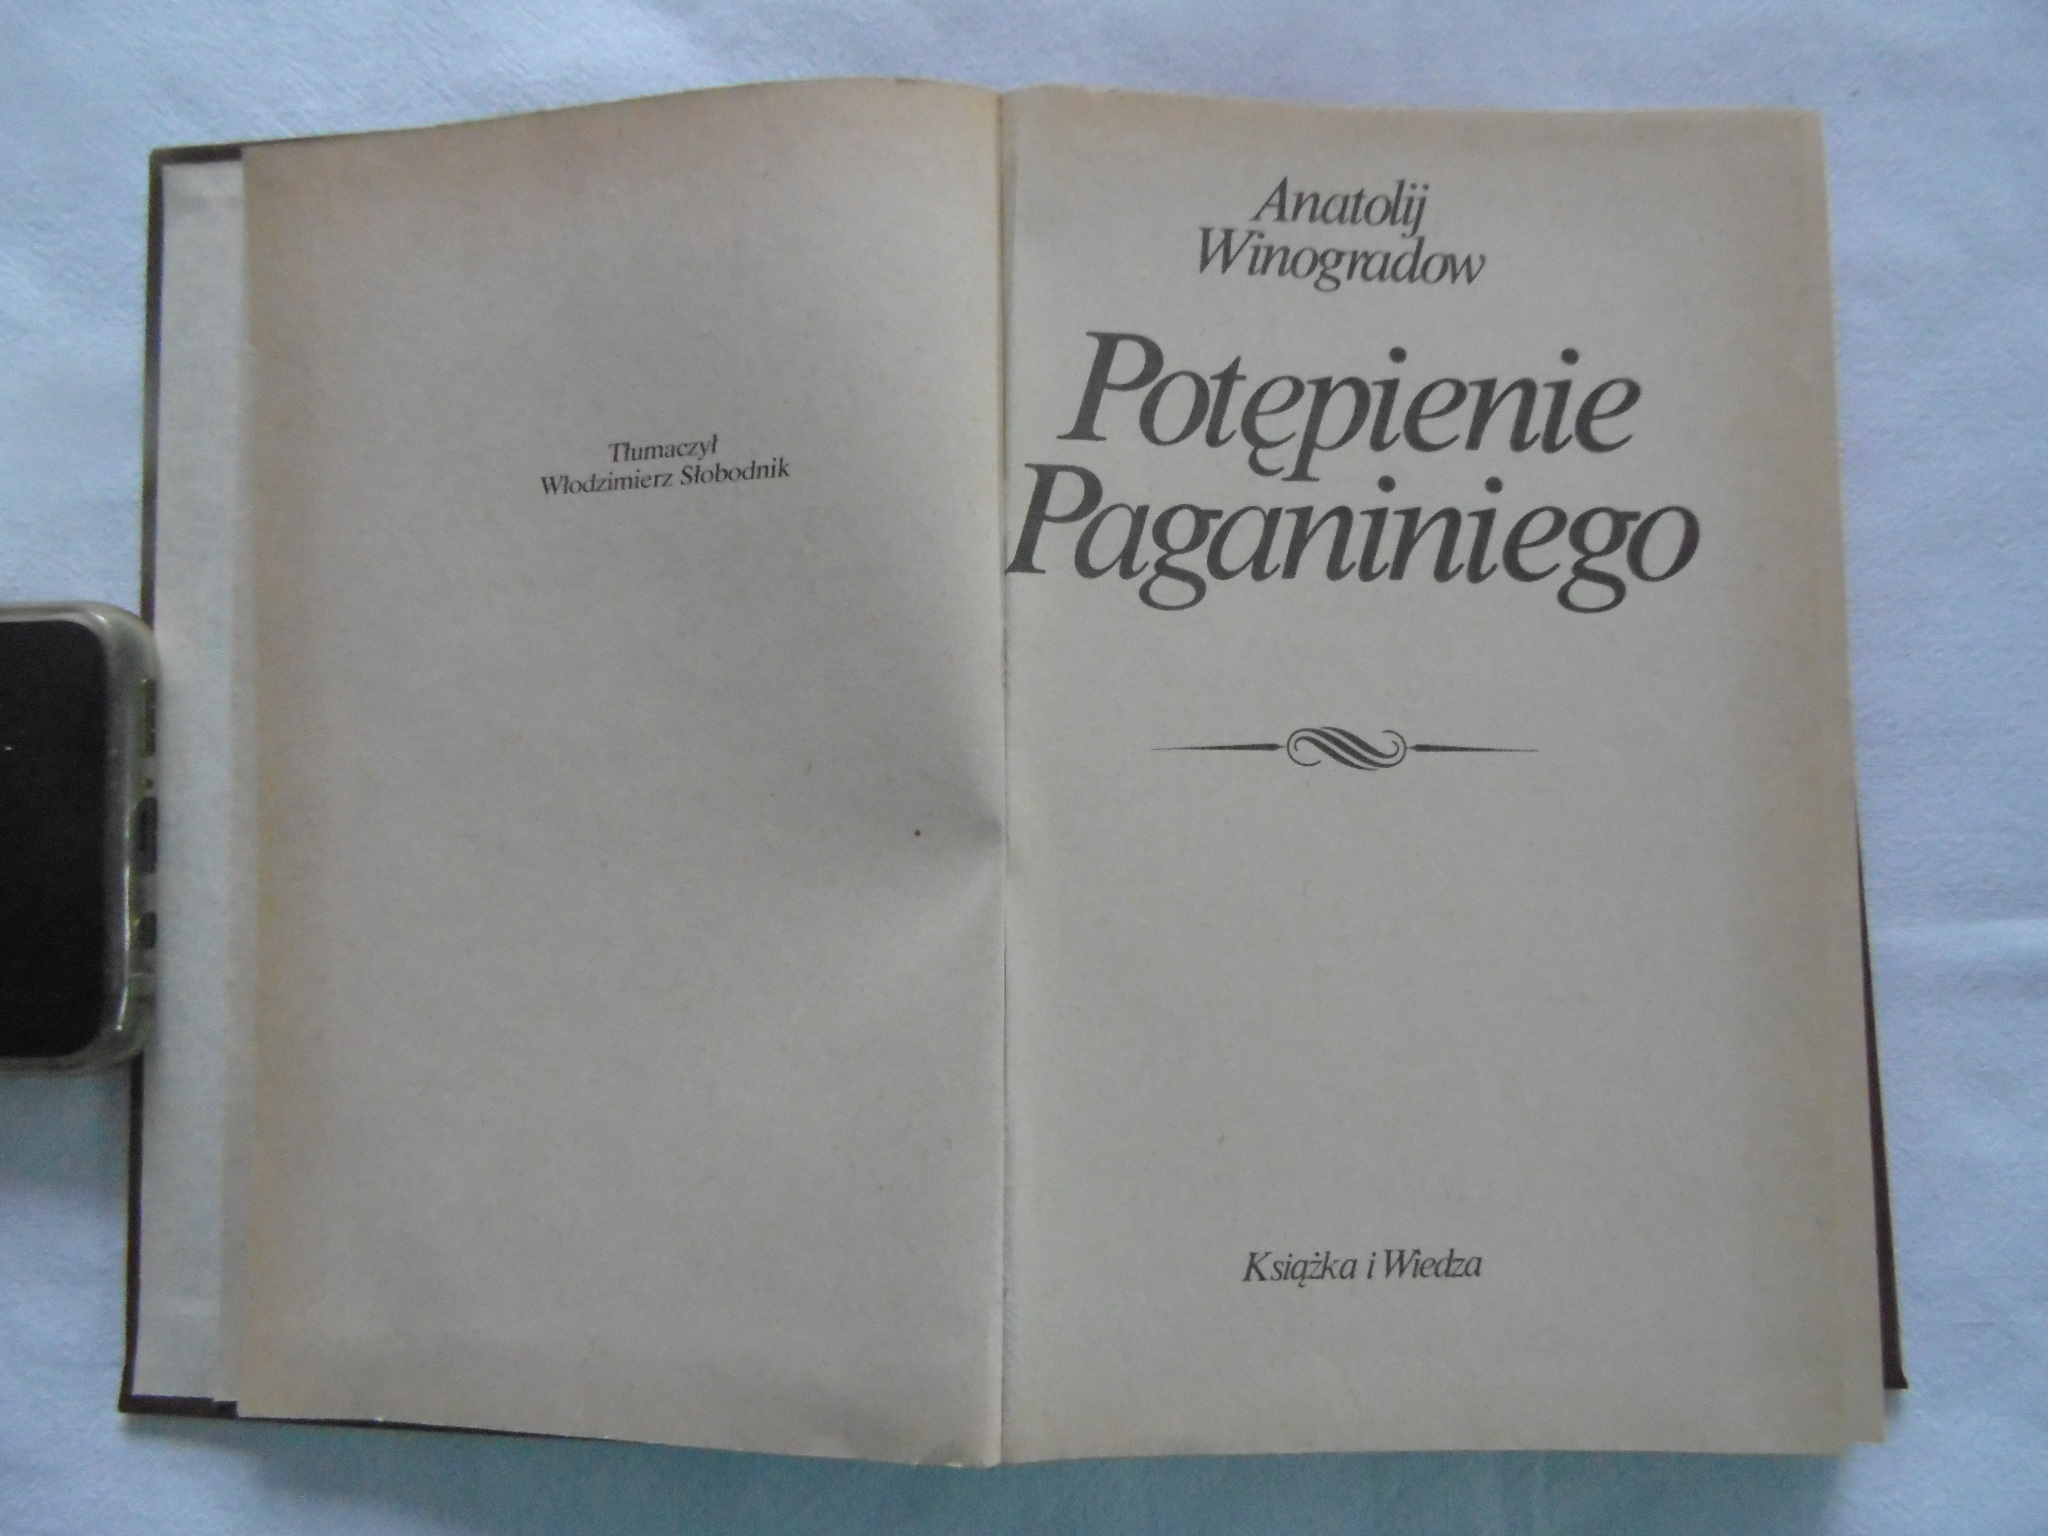 Tłumaczył
Włodzimierz Słobodnik
Anatolij
Winogradow
Potępienie
Paganiniego
Książka i Wiedza